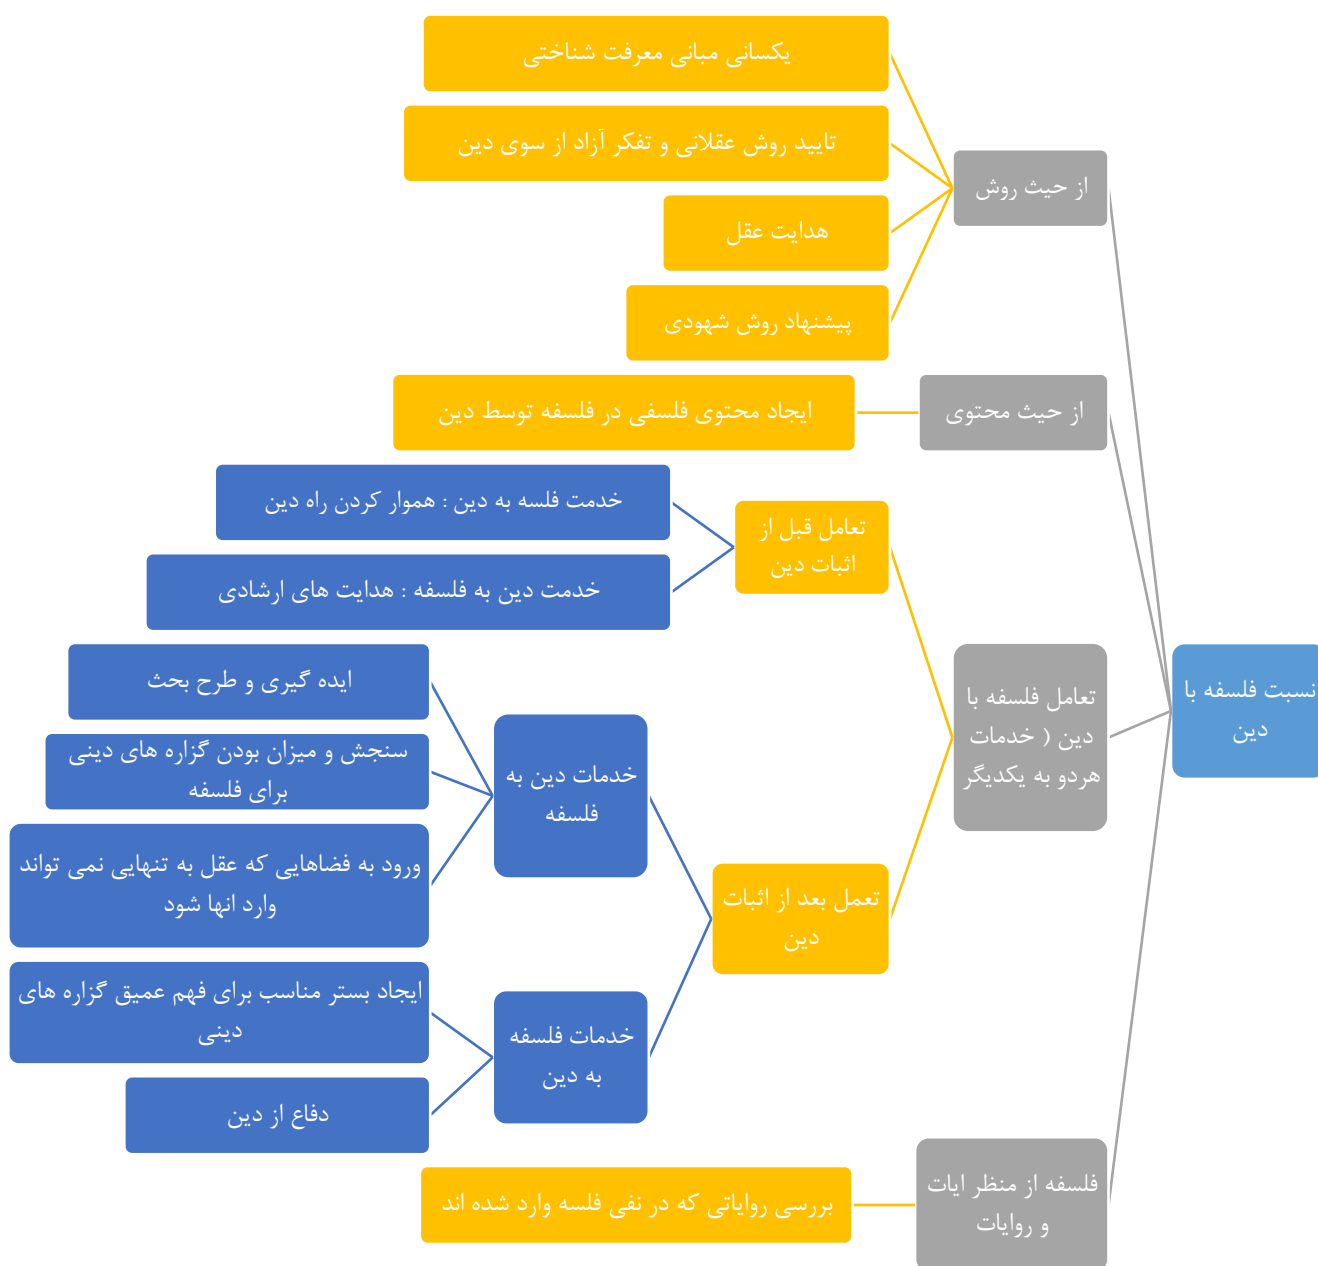 نسبت فلسفه با
دین
از حیث روش
یکسانی مبانی معرفت شناختی
تایید روش عقلانی و تفکر آزاد از سوی دین
هدایت عقل
پیشنهاد روش شهودی
از حیث محتوی
ایجاد محتوی فلسفی در فلسفه توسط دین
تعامل فلسفه با
دین ( خدمات
هردو به یکدیگر
تعامل قبل از
اثبات دین
خدمت فلسه به دین : هموار کردن راه دین
خدمت دین به فلسفه : هدایت های ارشادی
تعمل بعد از اثبات
دین
خدمات دین به
فلسفه
ایده گیری و طرح بحث
سنجش و میزان بودن گزاره های دینی
برای فلسفه
ورود به فضاهایی که عقل به تنهایی نمی تواند
وارد انها شود
خدمات فلسفه
به دین
ایجاد بستر مناسب برای فهم عمیق گزاره های
دینی
دفاع از دین
فلسفه از منظر ایات
و روایات
بررسی روایاتی که در نفی فلسه وارد شده اند